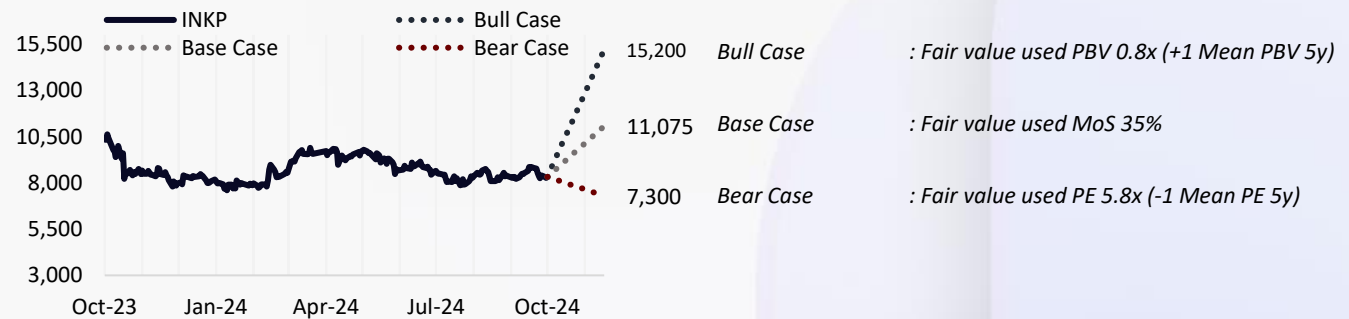 INKP
Bull Case
Base Case
Bear Case
15,500
13,000
10,500
8,000
5,500
3,000
Oct-23 Jan-24 Apr-24 Jul-24 Oct-24
15,200 Bull Case : Fair value used PBV 0.8x (+1 Mean PBV 5y)
11,075 Base Case : Fair value used MoS 35%
7,300 Bear Case : Fair value used PE 5.8x (-1 Mean PE 5y)